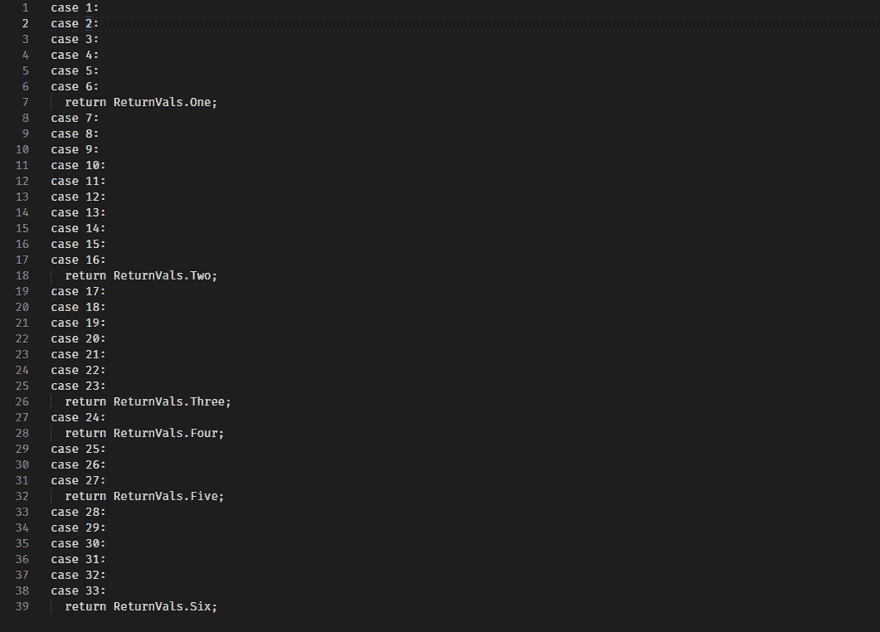 1 case 1:
2 case 2:
3 case 3:
4 case 4:
5 case 5:
6 case 6:
7 return ReturnVals.One;
8 case 7:
9 case 8:
10 case 9:
11 case 10:
12 case 11:
13 case 12:
14 case 13:
15 case 14:
16 case 15:
17 case 16:
18 return ReturnVals.Two;
19 case 17:
20 case 18:
21 case 19:
22 case 20:
23 case 21:
24 case 22:
25 case 23:
26 return ReturnVals.Three;
27 case 24:
28 return ReturnVals.Four;
29 case 25:
30 case 26:
31 case 27:
32 return ReturnVals.Five;
33 case 28:
34 case 29:
35 case 30:
36 case 31:
37 case 32:
38 case 33:
39 return ReturnVals.Six;